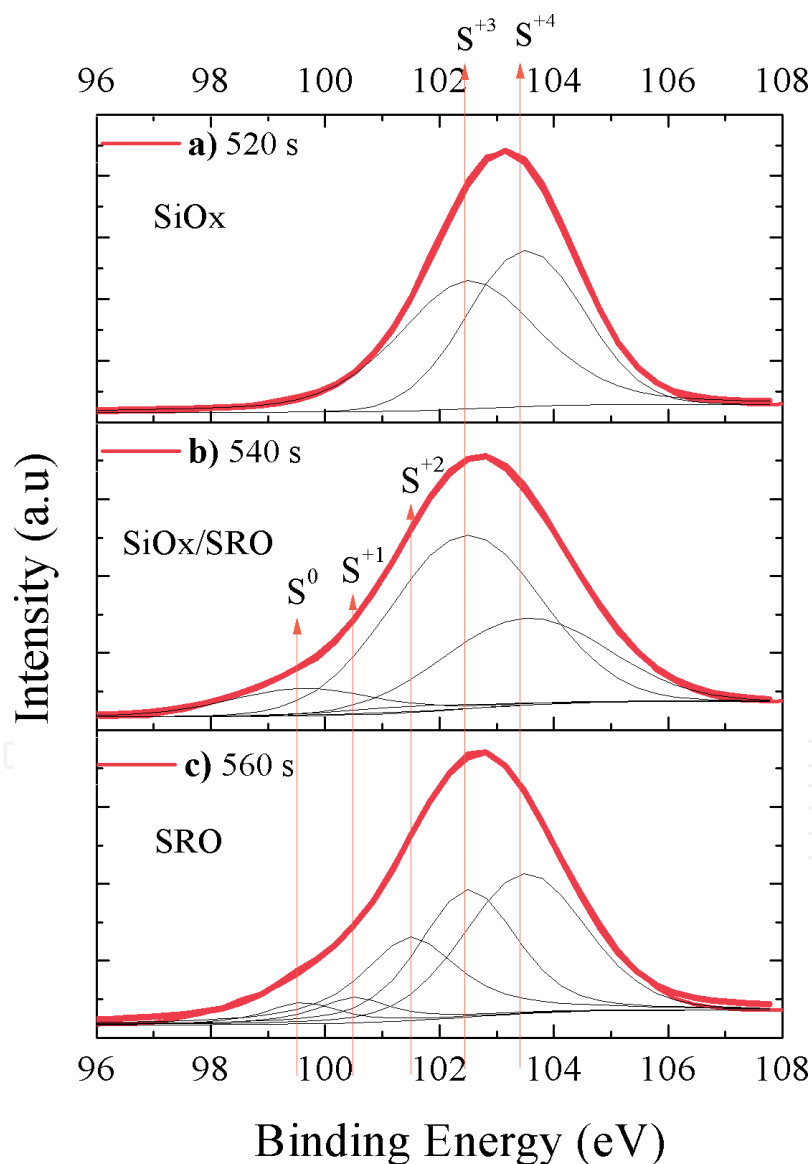 S+3 S+4
96 98 100 102 104 106 108
a) 520 s
SiOx
b) 540 s
S+2
SiOx/SRO
S+1
S0
c) 560 s
SRO
96 98 100 102 104 106 108
Binding Energy (eV)
Intensity (a.u)